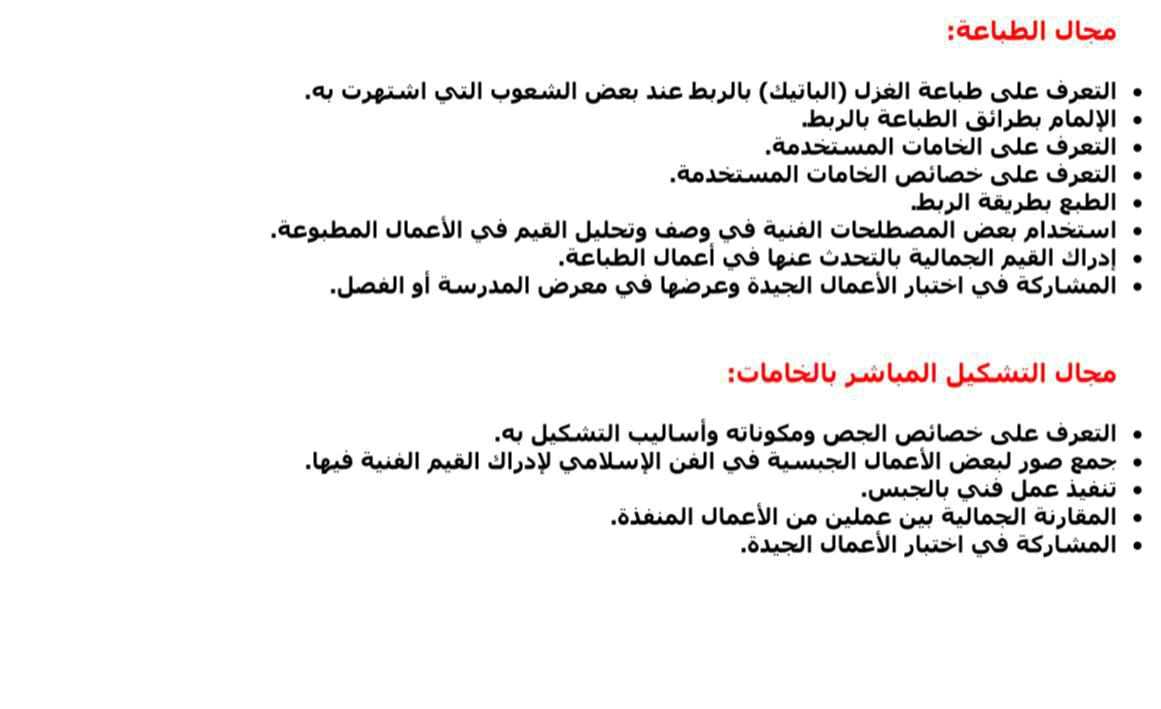 مجال الطباعة:
• التعرف على طباعة الغزل (الباتيك) بالربط عند بعض الشعوب التي اشتهرت به.
• الإلمام بطرائق الطباعة بالربط.
• التعرف على الخامات المستخدمة.
• التعرف على خصائص الخامات المستخدمة.
• الطبع بطريقة الربط.
• استخدام بعض المصطلحات الفنية في وصف وتحليل القيم في الأعمال المطبوعة.
• إدراك القيم الجمالية بالتحدث عنها في أعمال الطباعة.
• المشاركة في اختبار الأعمال الجيدة وعرضها في معرض المدرسة أو الفصل.
مجال التشكيل المباشر بالخامات:
• التعرف على خصائص الجص ومكوناته وأساليب التشكيل به.
• جمع صور لبعض الأعمال الجبسية في الفن الإسلامي لإدراك القيم الفنية فيها.
• تنفيذ عمل فني بالجبس.
• المقارنة الجمالية بين عملين من الأعمال المنفذة.
• المشاركة في اختبار الأعمال الجيدة.